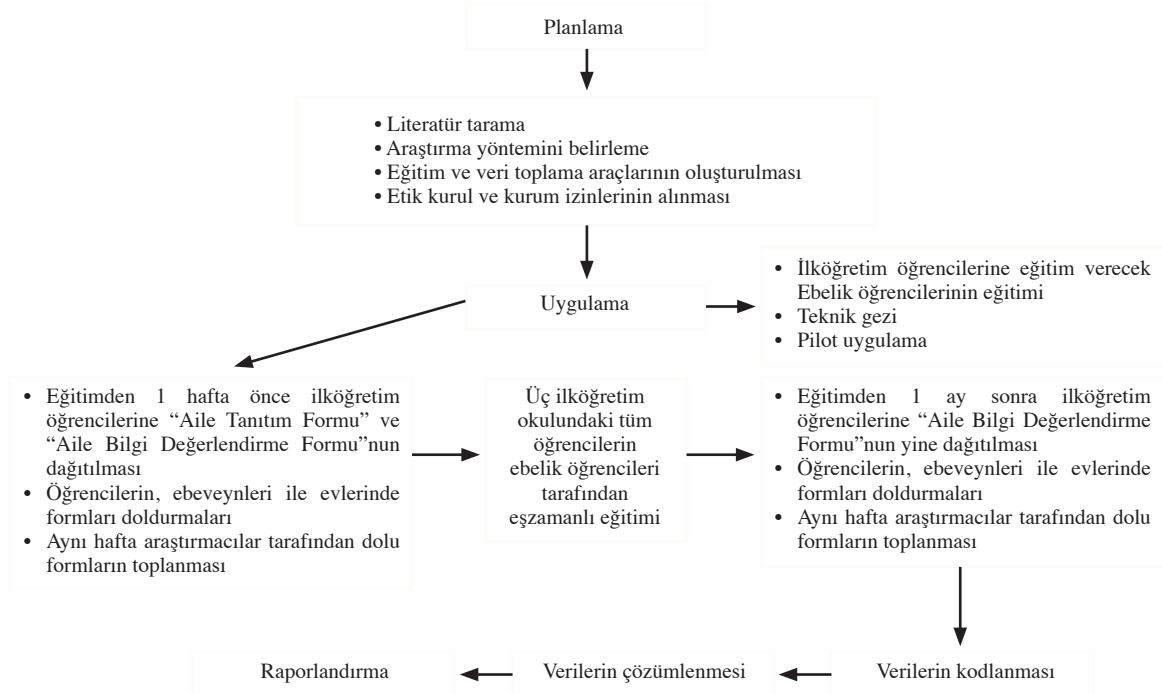 Planlama
• Literatür tarama
• Araştırma yöntemini belirleme
• Eğitim ve veri toplama araçlarının oluşturulması
• Etik kurul ve kurum izinlerinin alınması
Uygulama
• İlköğretim öğrencilerine eğitim verecek
Ebelik öğrencilerinin eğitimi
• Teknik gezi
• Pilot uygulama
• Eğitimden 1 hafta önce ilköğretim
öğrencilerine “Aile Tanıtım Formu” ve
“Aile Bilgi Değerlendirme Formu”nun
dağıtılması
• Öğrencilerin, ebeveynleri ile evlerinde
formları doldurmaları
• Aynı hafta araştırmacılar tarafından dolu
formların toplanması
Üç ilköğretim
okulundaki tüm
öğrencilerin
ebelik öğrencileri
tarafından
eşzamanlı eğitimi
• Eğitimden 1 ay sonra ilköğretim
öğrencilerine “Aile Bilgi Değerlendirme
Formu”nun yine dağıtılması
• Öğrencilerin, ebeveynleri ile evlerinde
formları doldurmaları
• Aynı hafta araştırmacılar tarafından dolu
formların toplanması
Verilerin kodlanması
Verilerin çözümlenmesi
Raporlandırma